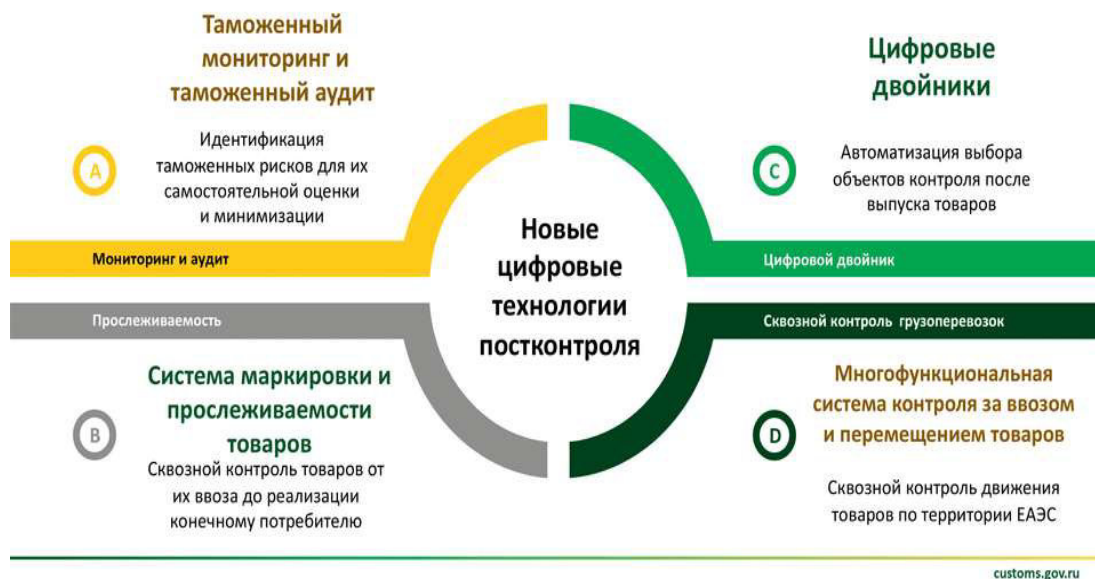 Таможенный
мониторинг и
таможенный аудит
A
Идентификация
таможенных рисков для их
самостоятельной оценки
и минимизации
Мониторинг и аудит
Прослеживаемость
Система маркировки и
прослеживаемости
товаров
B
Сквозной контроль товаров от
их ввоза до реализации
конечному потребителю
Новые
цифровые
технологии
постконтроля
Цифровые
двойники
C
Автоматизация выбора
объектов контроля после
выпуска товаров
Цифровой двойник
Сквозной контроль грузоперевозок
Многофункциональная
система контроля за ввозом
и перемещением товаров
D
Сквозной контроль движения
товаров по территории ЕАЭС
customs.gov.ru